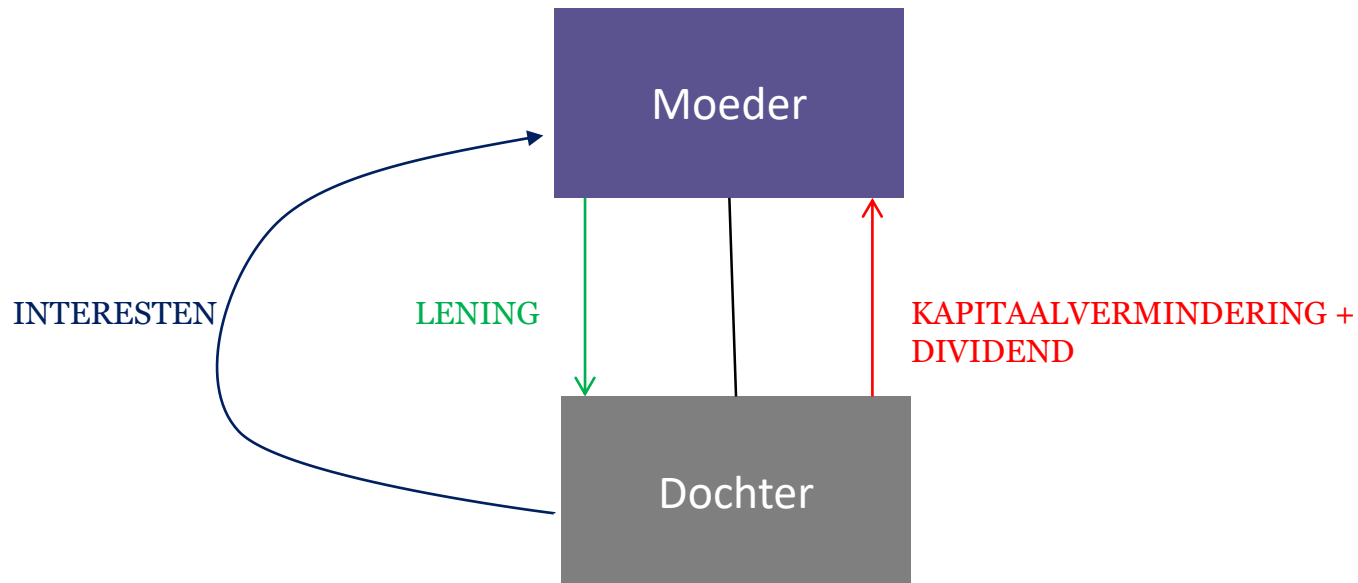 Moeder
INTERESTEN
LENING
KAPITAALVERMINDERING +
DIVIDEND
Dochter